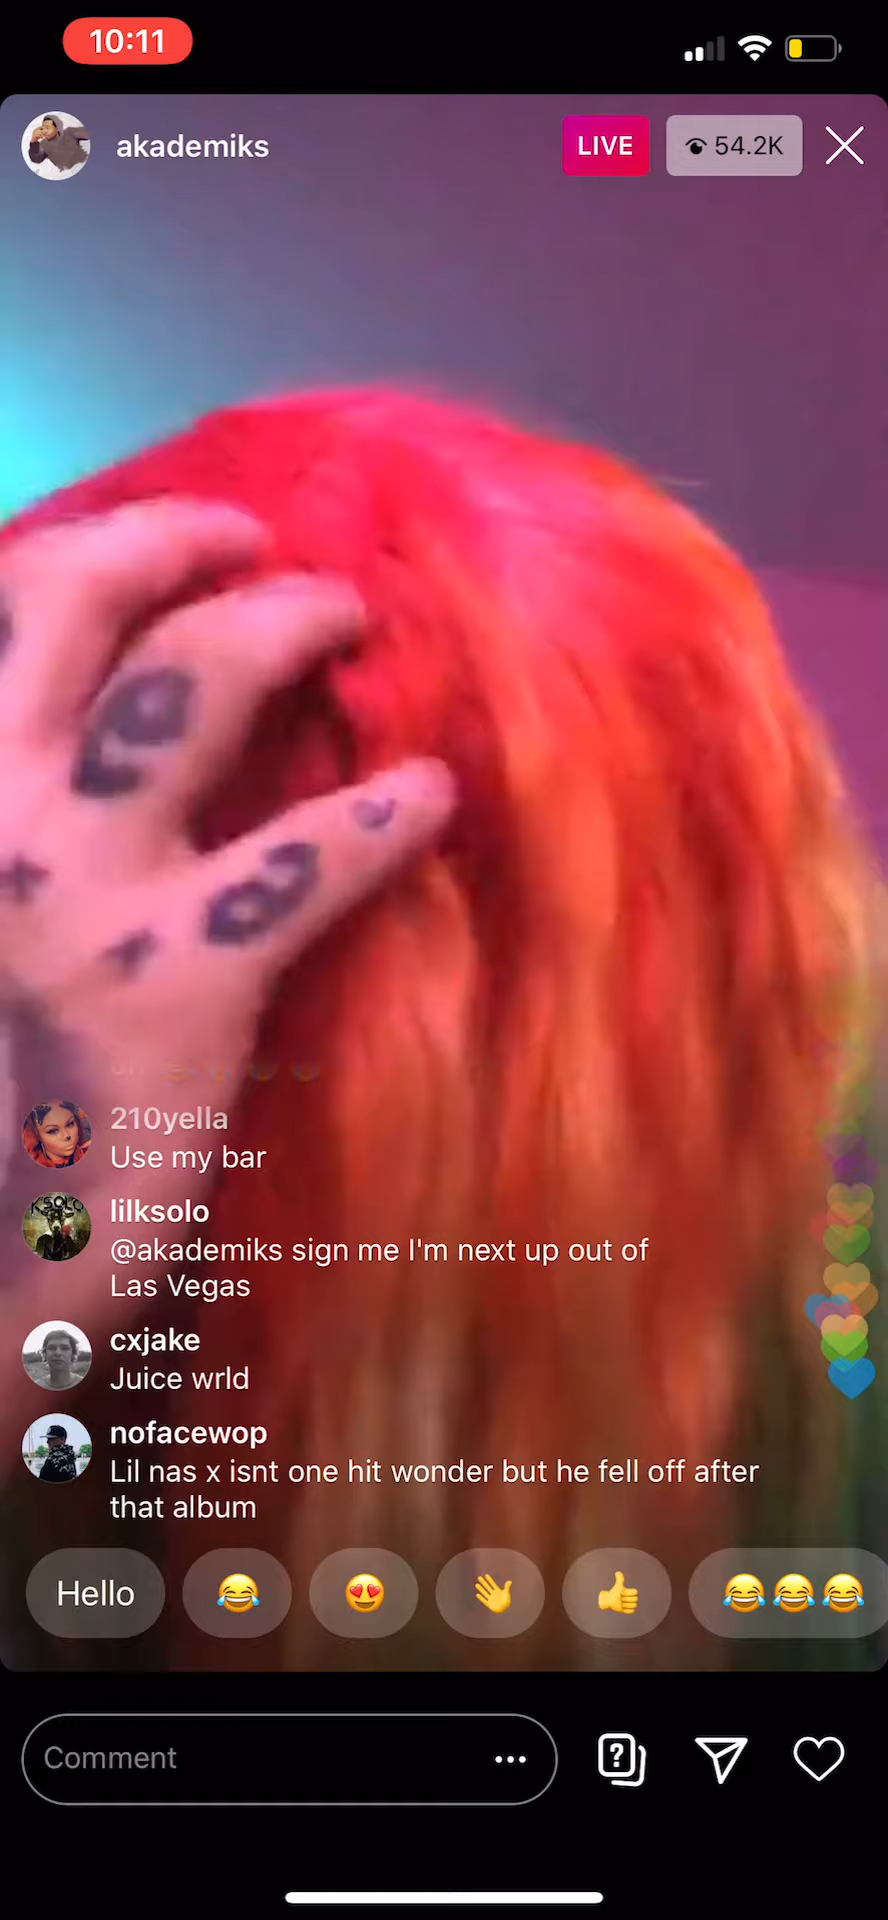 10:11
akademiks
LIVE
54.2K
210yella
Use my bar
lilksolo
@akademiks sign me I'm next up out of
Las Vegas
cxjake
Juice wrld
nofacewop
Lil nas x isnt one hit wonder but he fell off after
that album
Hello
Comment